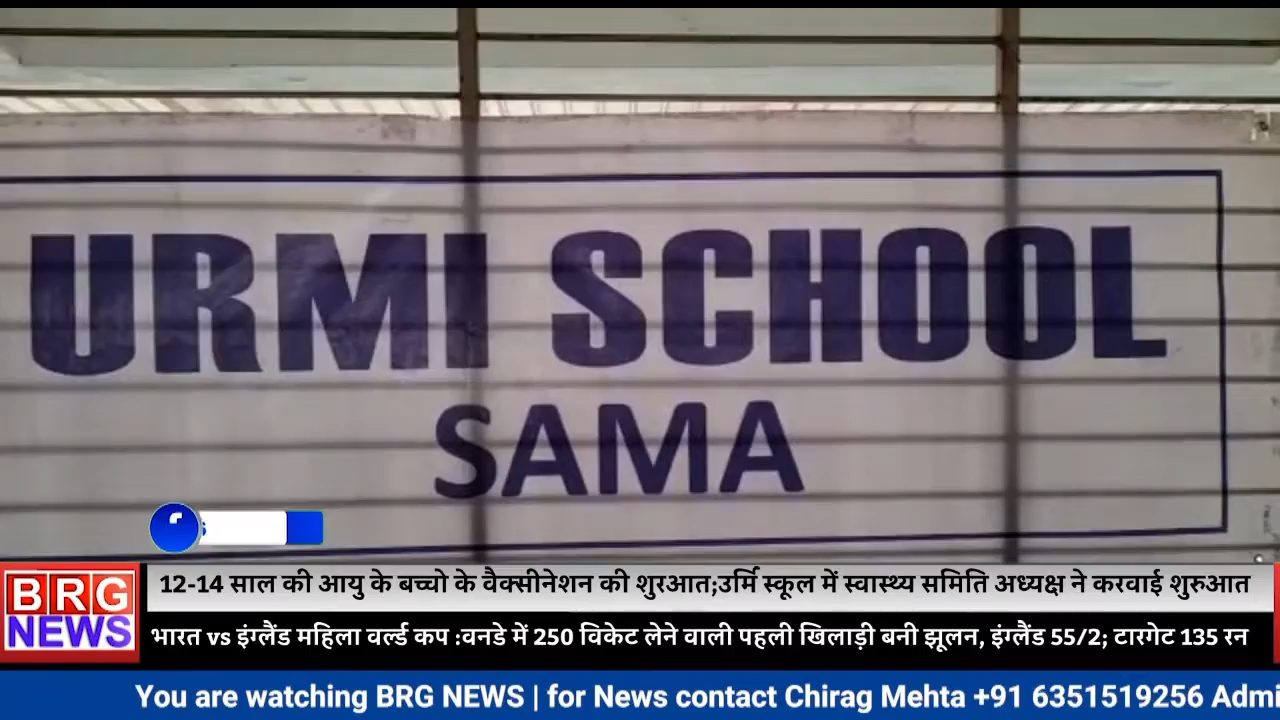 URMI SCHOOL
SAMA
BRG
NEWS
12-14 साल की आयु के बच्चो के वैक्सीनेशन की शुरआत;उर्मि स्कूल में स्वास्थ्य समिति अध्यक्ष ने करवाई शुरुआत
भारत vs इंग्लैंड महिला वर्ल्ड कप :वनडे में 250 विकेट लेने वाली पहली खिलाड़ी बनी झूलन, इंग्लैंड 55/2; टारगेट 135 रन
You are watching BRG NEWS | for News contact Chirag Mehta +91 6351519256 Admi